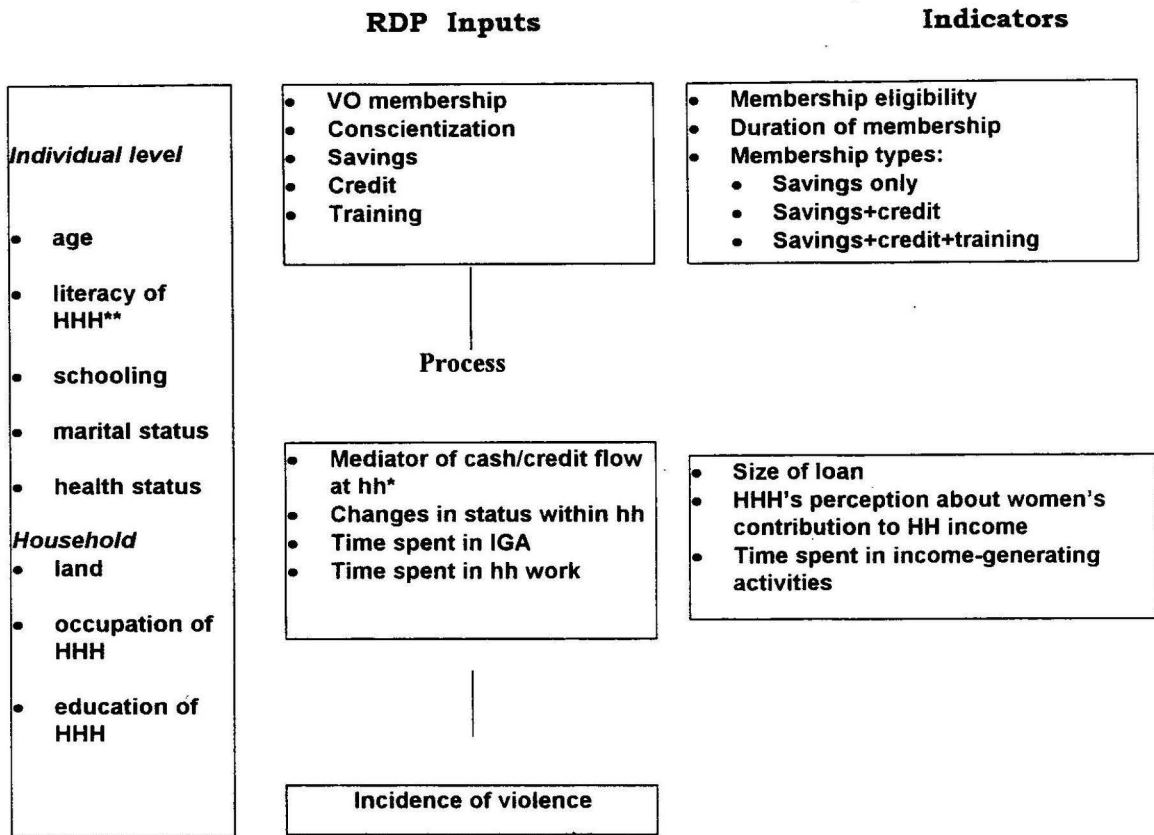 RDP Inputs
Indicators
Individual level
• age
• literacy of
HHH**
• schooling
• marital status
• health status
Household
• land
• occupation of
HHH
• education of
HHH
• VO membership
• Conscientization
• Savings
• Credit
• Training
• Membership eligibility
• Duration of membership
• Membership types:
• Savings only
• Savings+credit
• Savings+credit+training
Process
• Mediator of cash/credit flow
at hh*
• Changes in status within hh
• Time spent in IGA
• Time spent in hh work
• Size of loan
• HHH's perception about women's
contribution to HH income
• Time spent in income-generating
activities
Incidence of violence